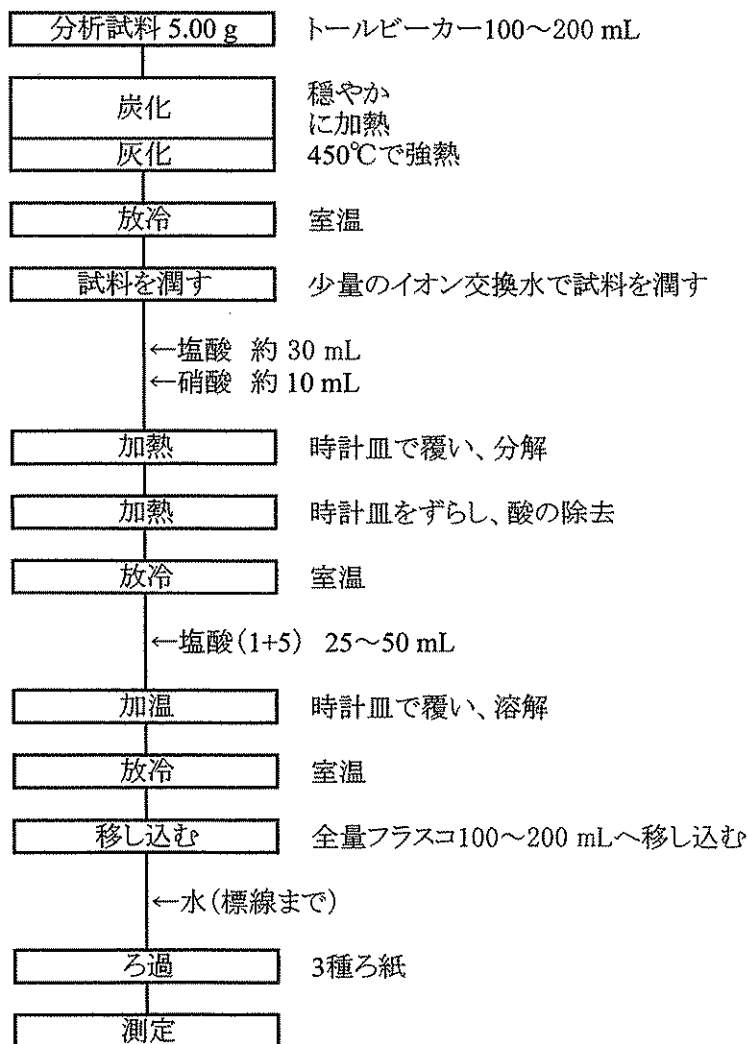 分析試料 5.00 g トールビーカー100～200 mL
炭化 穏やか
に加熱
灰化 450℃で強熱
放冷 室温
試料を潤す 少量のイオン交換水で試料を潤す
←塩酸 約 30 mL
←硝酸 約 10 mL
加熱 時計皿で覆い、分解
加熱 時計皿をずらし、酸の除去
放冷 室温
←塩酸(1+5) 25～50 mL
加温 時計皿で覆い、溶解
放冷 室温
移し込む 全量フラスコ100～200 mLへ移し込む
←水(標線まで)
ろ過 3種ろ紙
測定